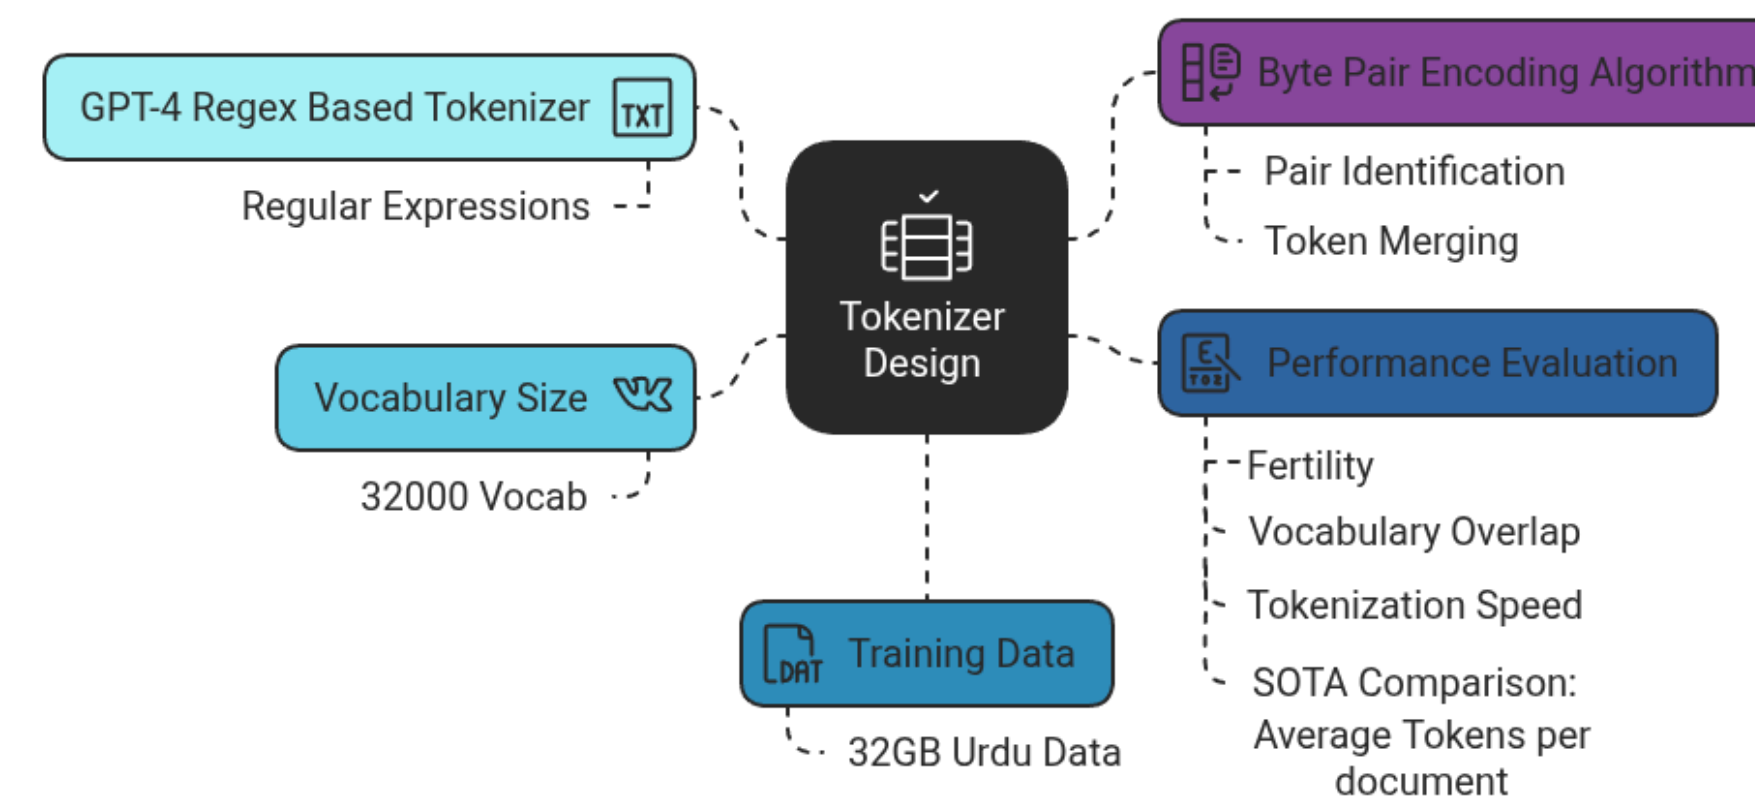 GPT-4 Regex Based Tokenizer
TXT
Regular Expressions
Vocabulary Size
32000 Vocab
Tokenizer
Design
Training Data
DAT
32GB Urdu Data
Byte Pair Encoding Algorithm
Pair Identification
Token Merging
Performance Evaluation
Fertility
Vocabulary Overlap
Tokenization Speed
SOTA Comparison:
Average Tokens per
document